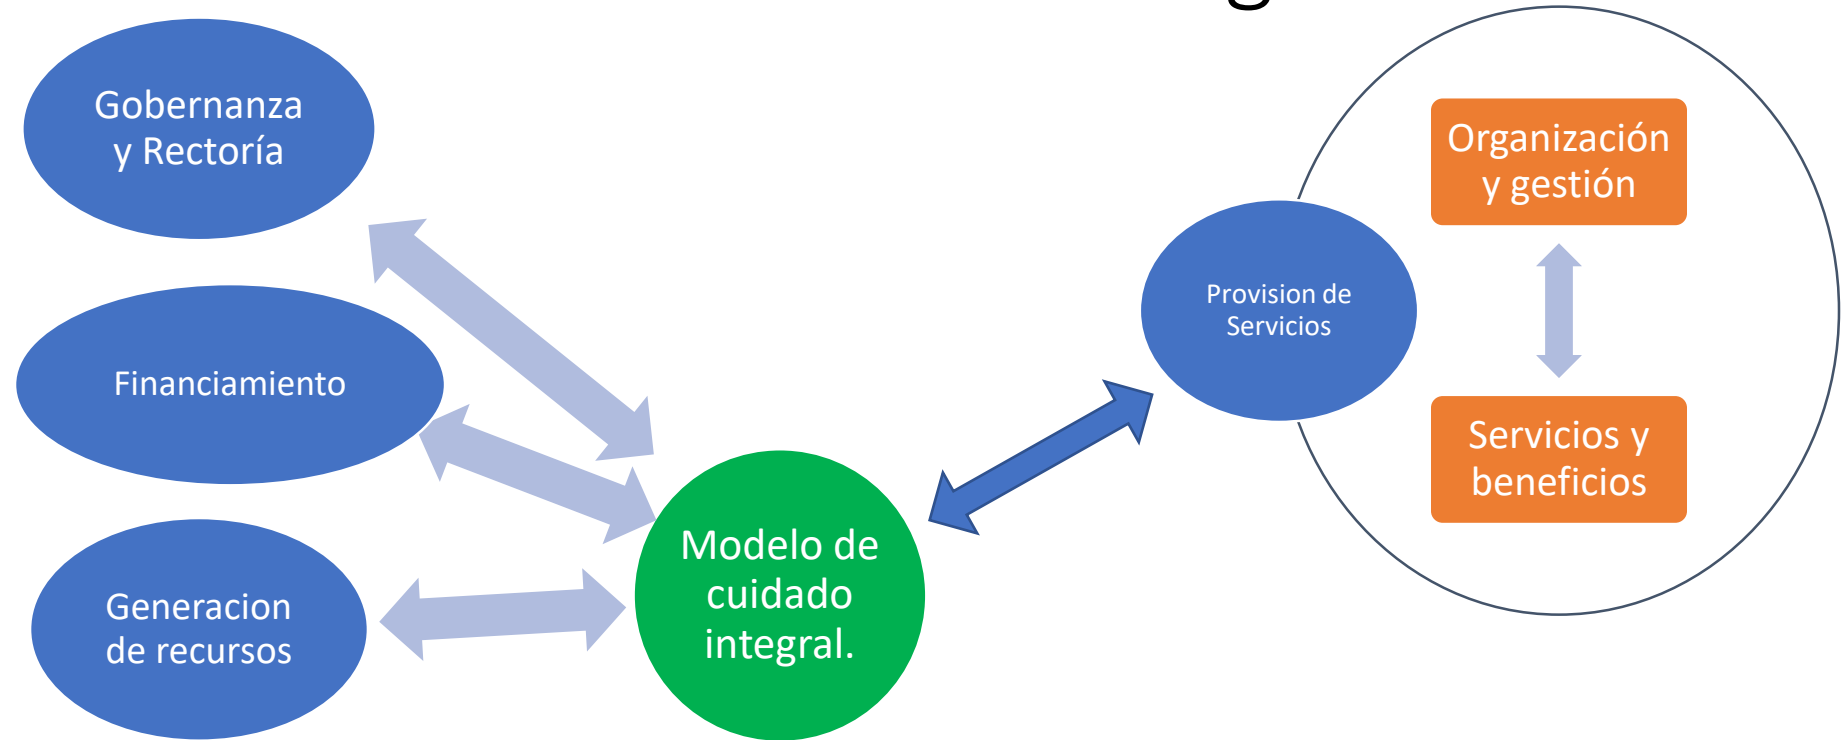 Gobernanza
y Rectoría
Financiamiento
Generacion
de recursos
Modelo de
cuidado
integral.
Provision de
Servicios
Organización
y gestión
Servicios y
beneficios